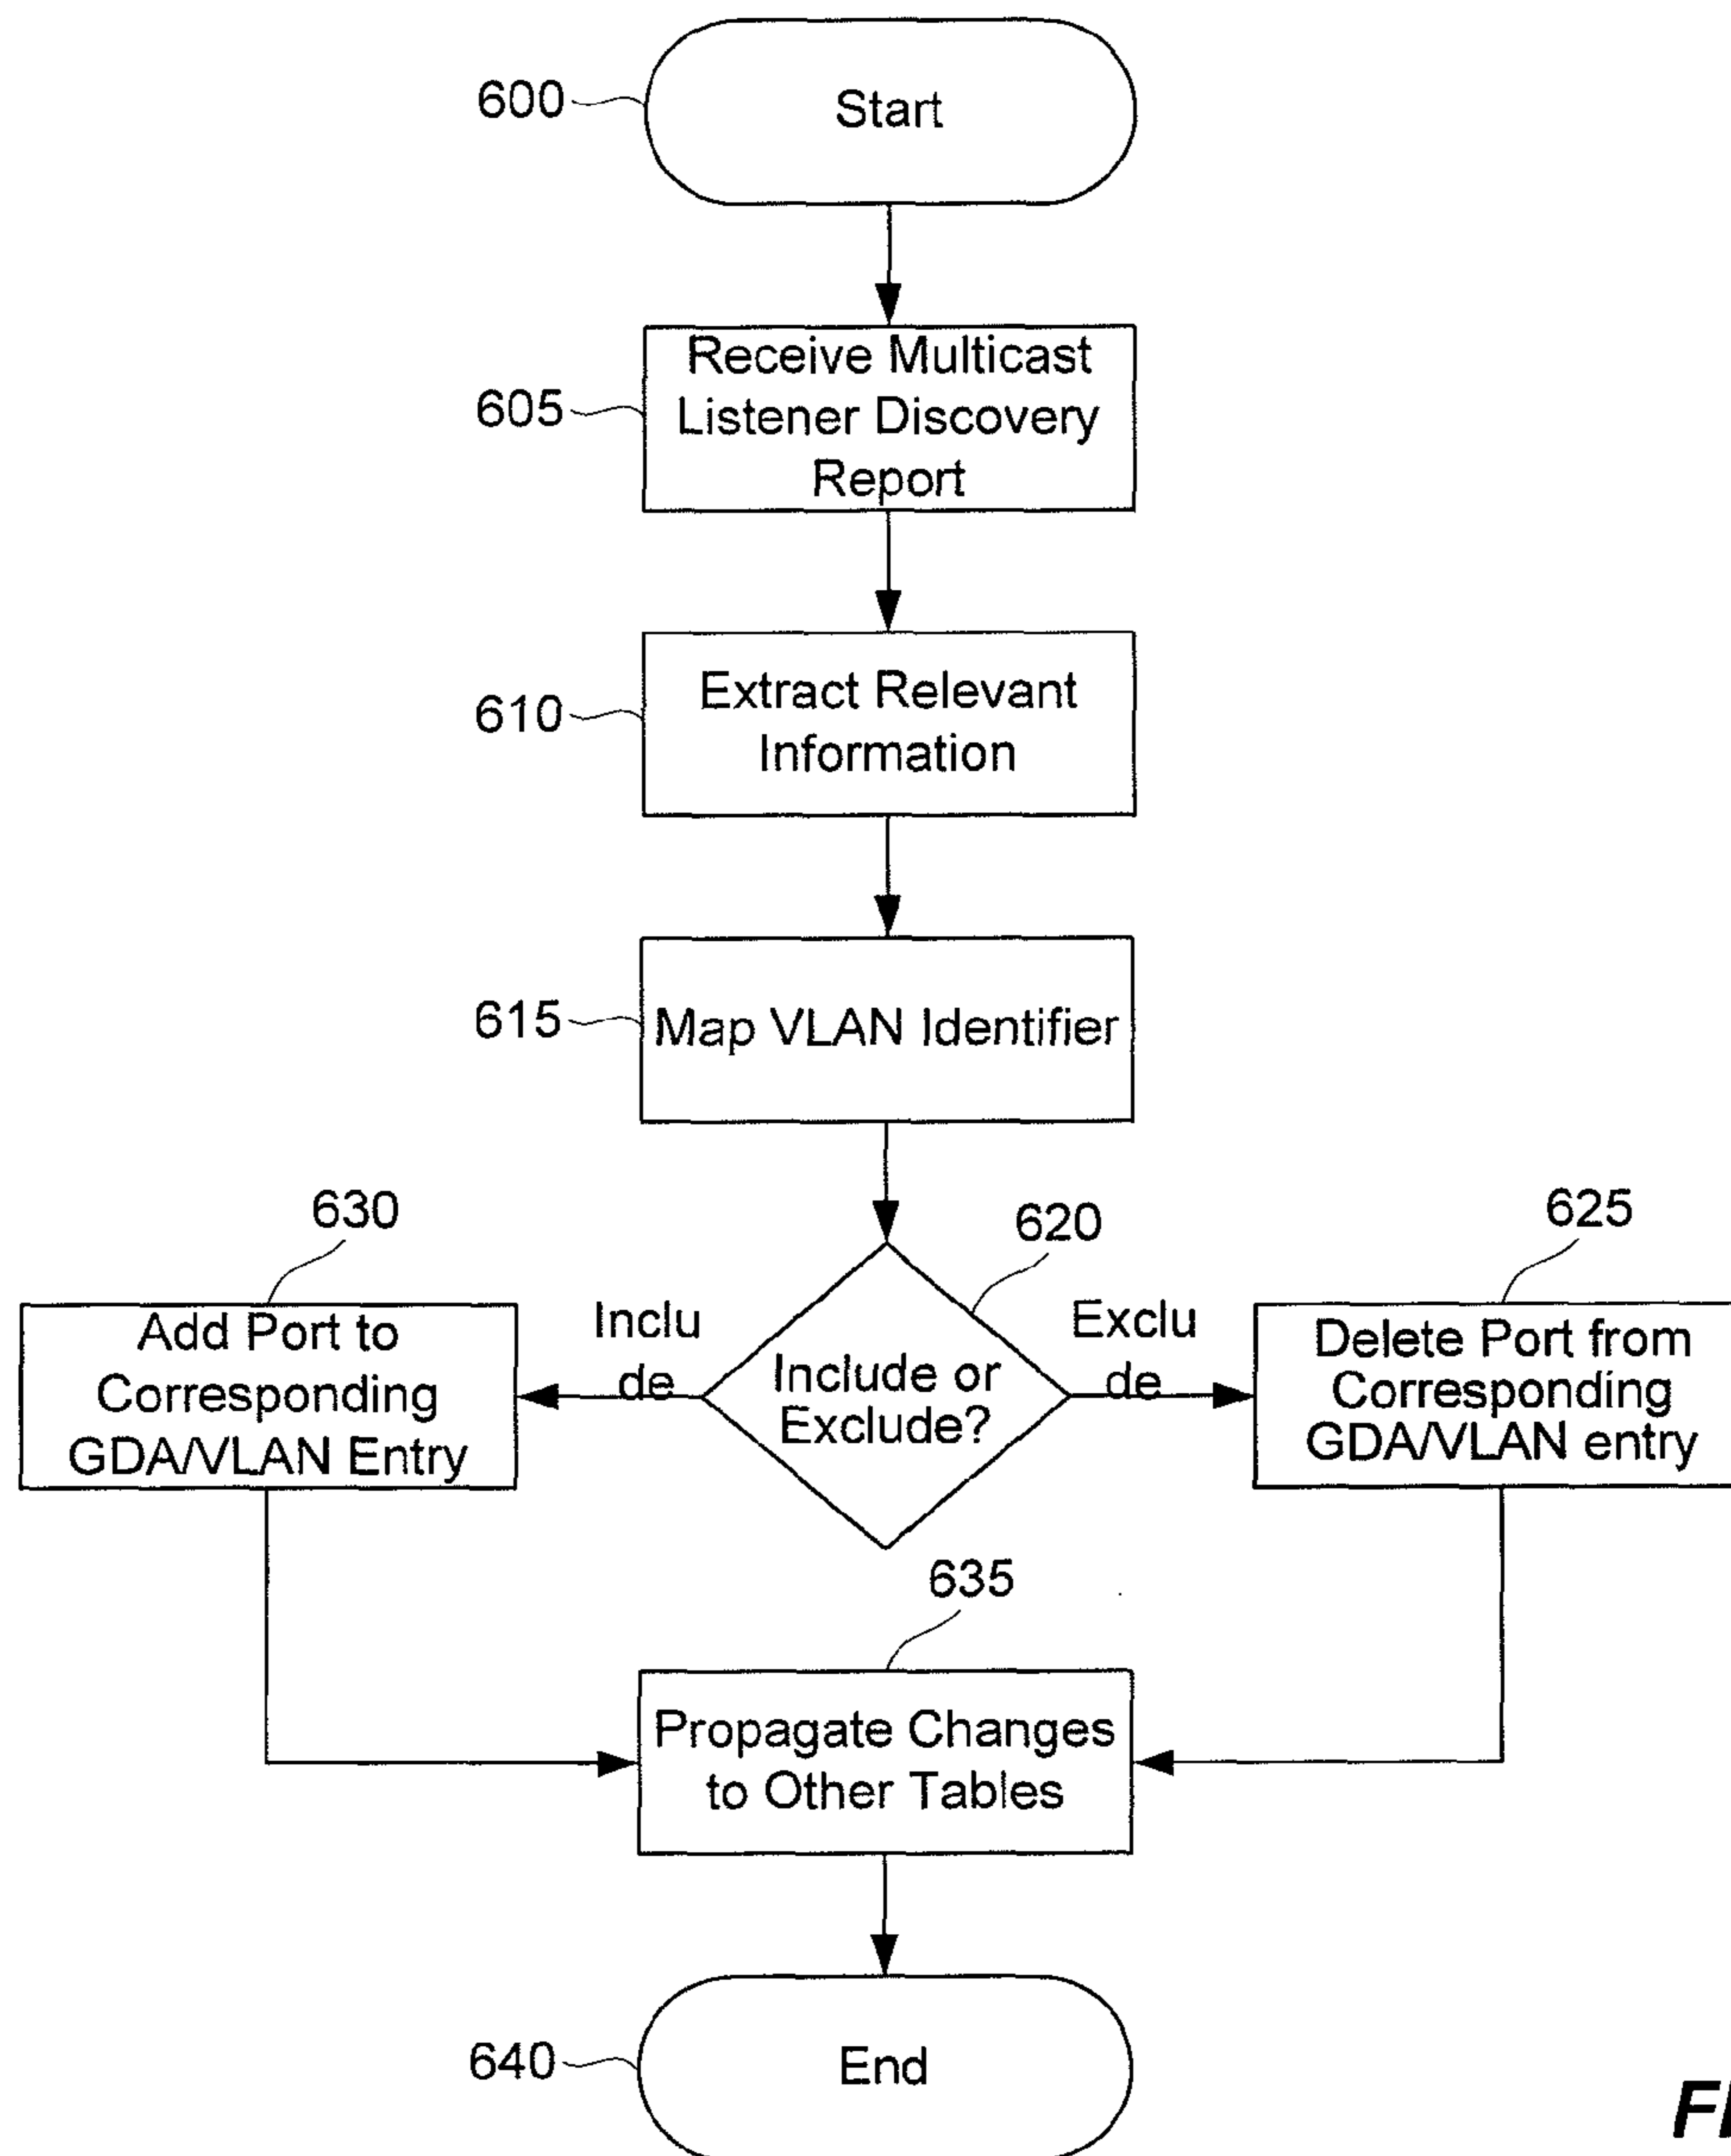 600
Start
605
Receive Multicast
Listener Discovery
Report
610
Extract Relevant
Information
615
Map VLAN Identifier
630
620
625
Add Port to
Corresponding
GDA/VLAN Entry
Inclu
de
Include or
Exclude?
Exclu
de
Delete Port from
Corresponding
GDA/VLAN entry
635
Propagate Changes
to Other Tables
640
End